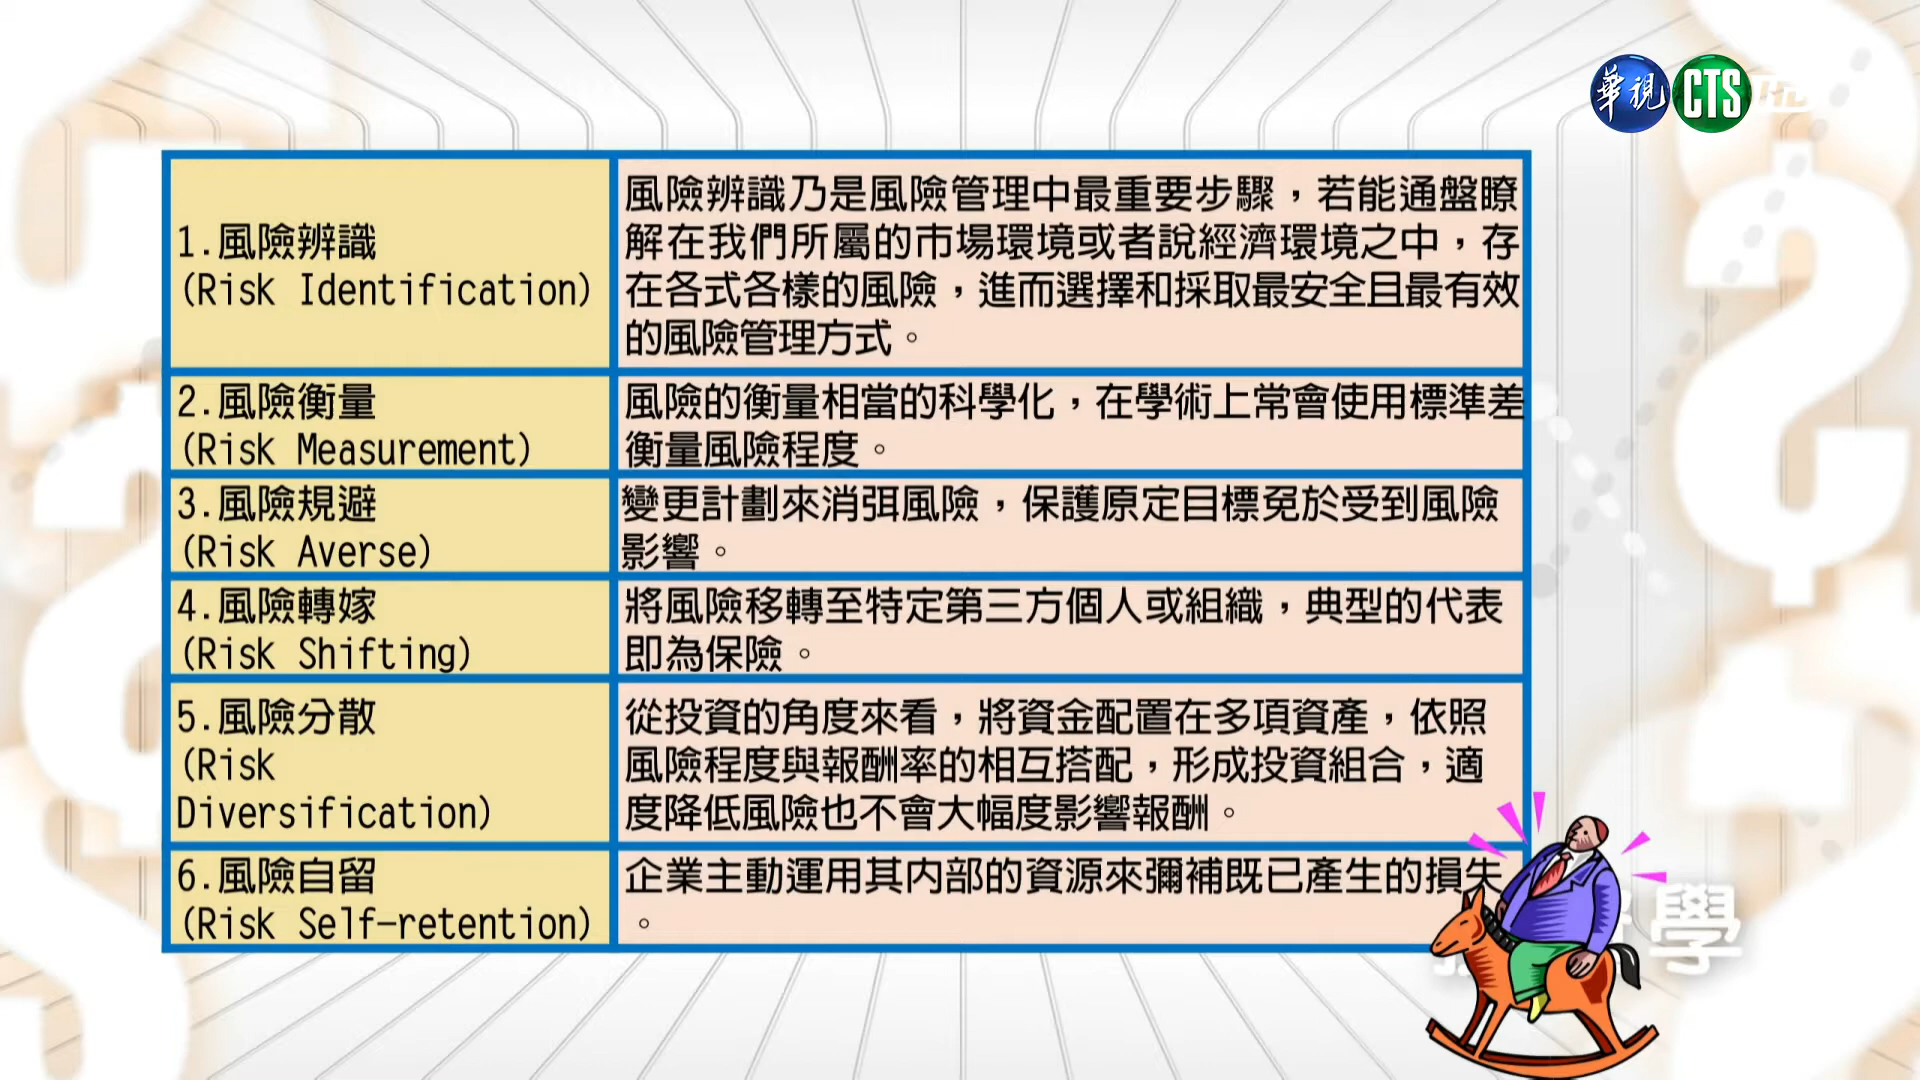 華視 CTS
1.風險辨識
(Risk Identification)
風險辨識乃是風險管理中最重要步驟，若能通盤瞭
解在我們所屬的市場環境或者說經濟環境之中，存
在各式各樣的風險，進而選擇和採取最安全且最有效
的風險管理方式。
2.風險衡量
(Risk Measurement)
風險的衡量相當的科學化，在學術上常會使用標準差
衡量風險程度。
3.風險規避
(Risk Averse)
變更計劃來消弭風險，保護原定目標免於受到風險
影響。
4.風險轉嫁
(Risk Shifting)
將風險移轉至特定第三方個人或組織，典型的代表
即為保險。
5.風險分散
(Risk
Diversification)
從投資的角度來看，將資金配置在多項資產，依照
風險程度與報酬率的相互搭配，形成投資組合，適
度降低風險也不會大幅度影響報酬。
6.風險自留
(Risk Self-retention)
企業主動運用其内部的資源來彌補既已產生的損失
。
學